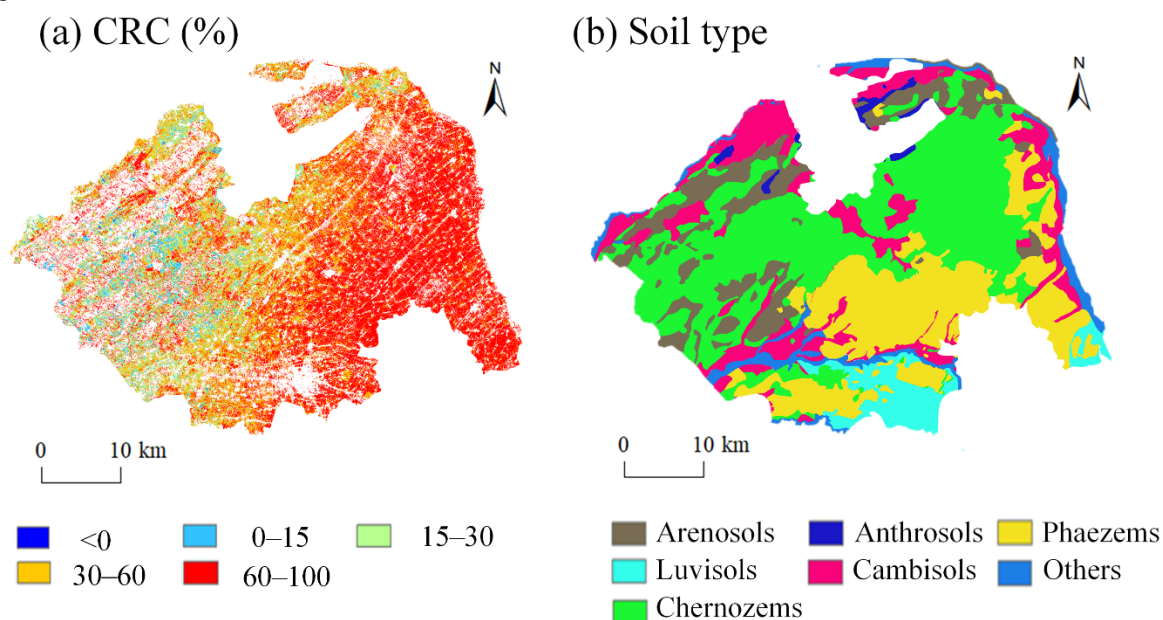 (a) CRC (%)
(b) Soil type
N
N
0 10 km
0 10 km
<0 0–15 15–30
30–60 60–100
Arenosols Anthrosols Phaezems
Luvisols Cambisols Others
Chernozems